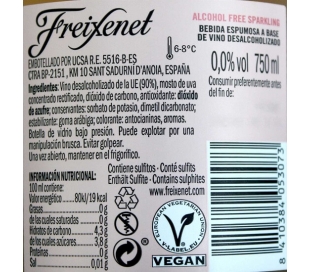 Freixenet
EMBOTELLADO POR UCSA R.E. 5516-B-ES
CTRA BP-2151, KM 10 SANT SADURNÍ D'ANOIA, ESPAÑA
6-8°C
Ingredientes: Vino desalcoholizado de la UE (90%), mosto de uva
concentrado rectificado, dióxido de carbono, antioxidante: dióxido
de azufre; conservantes: sorbato de potasio, dimetil dicarbonato;
estabilizante: goma arábiga; colorante: antocianinas, aromas.
Botella de vidrio bajo presión. Puede explotar por una
manipulación brusca. Evitar golpear.
Una vez abierto, mantener en el frigorífico.
ALCOHOL FREE SPARKLING
BEBIDA ESPUMOSA A BASE
DE VINO DESALCOHOLIZADO
0,0% vol 750 ml
Consumir preferentemente antes
del fin de:
INFORMACIÓN NUTRICIONAL:
100 ml contienen:
Valor energético 80kJ/19 kcal
Grasas 0g
de las cuales saturadas 0g
Hidratos de carbono 4,3g
de los cuales azúcares 3,8g
Proteínas 0g
Sal 0,01g
Contiene sulfitos - Conté sulfits
Enthält Sulfite - Contains sulphites
www.freixenet.com
EUROPEAN VEGETARIAN UNION
V-LABEL.EU
VEGAN
8 410384 053073